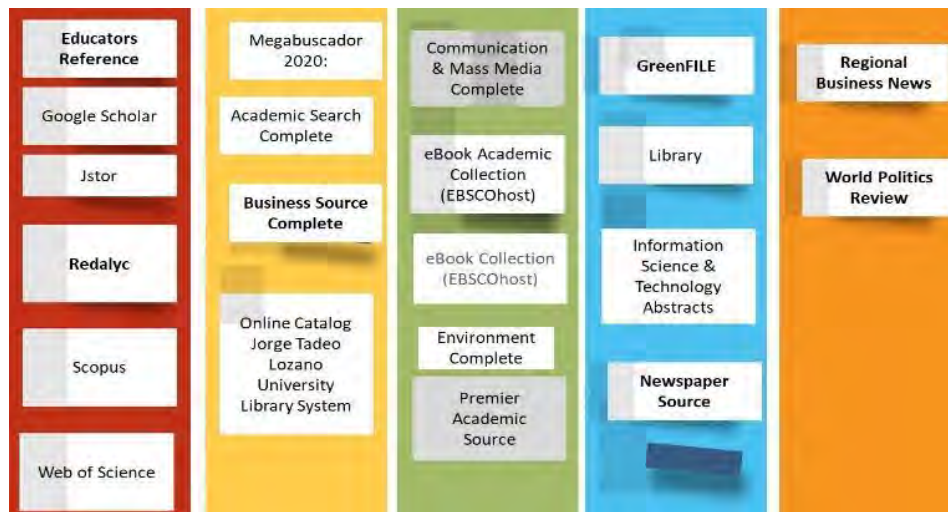 Educators
Reference
Google Scholar
Jstor
Redalyc
Scopus
Web of Science
Megabuscador
2020:
Academic Search
Complete
Business Source
Complete
Online Catalog
Jorge Tadeo
Lozano
University
Library System
Communication
& Mass Media
Complete
eBook Academic
Collection
(EBSCOhost)
eBook Collection
(EBSCOhost)
Environment
Complete
Premier
Academic
Source
GreenFILE
Library
Information
Science &
Technology
Abstracts
Newspaper
Source
Regional
Business News
World Politics
Review